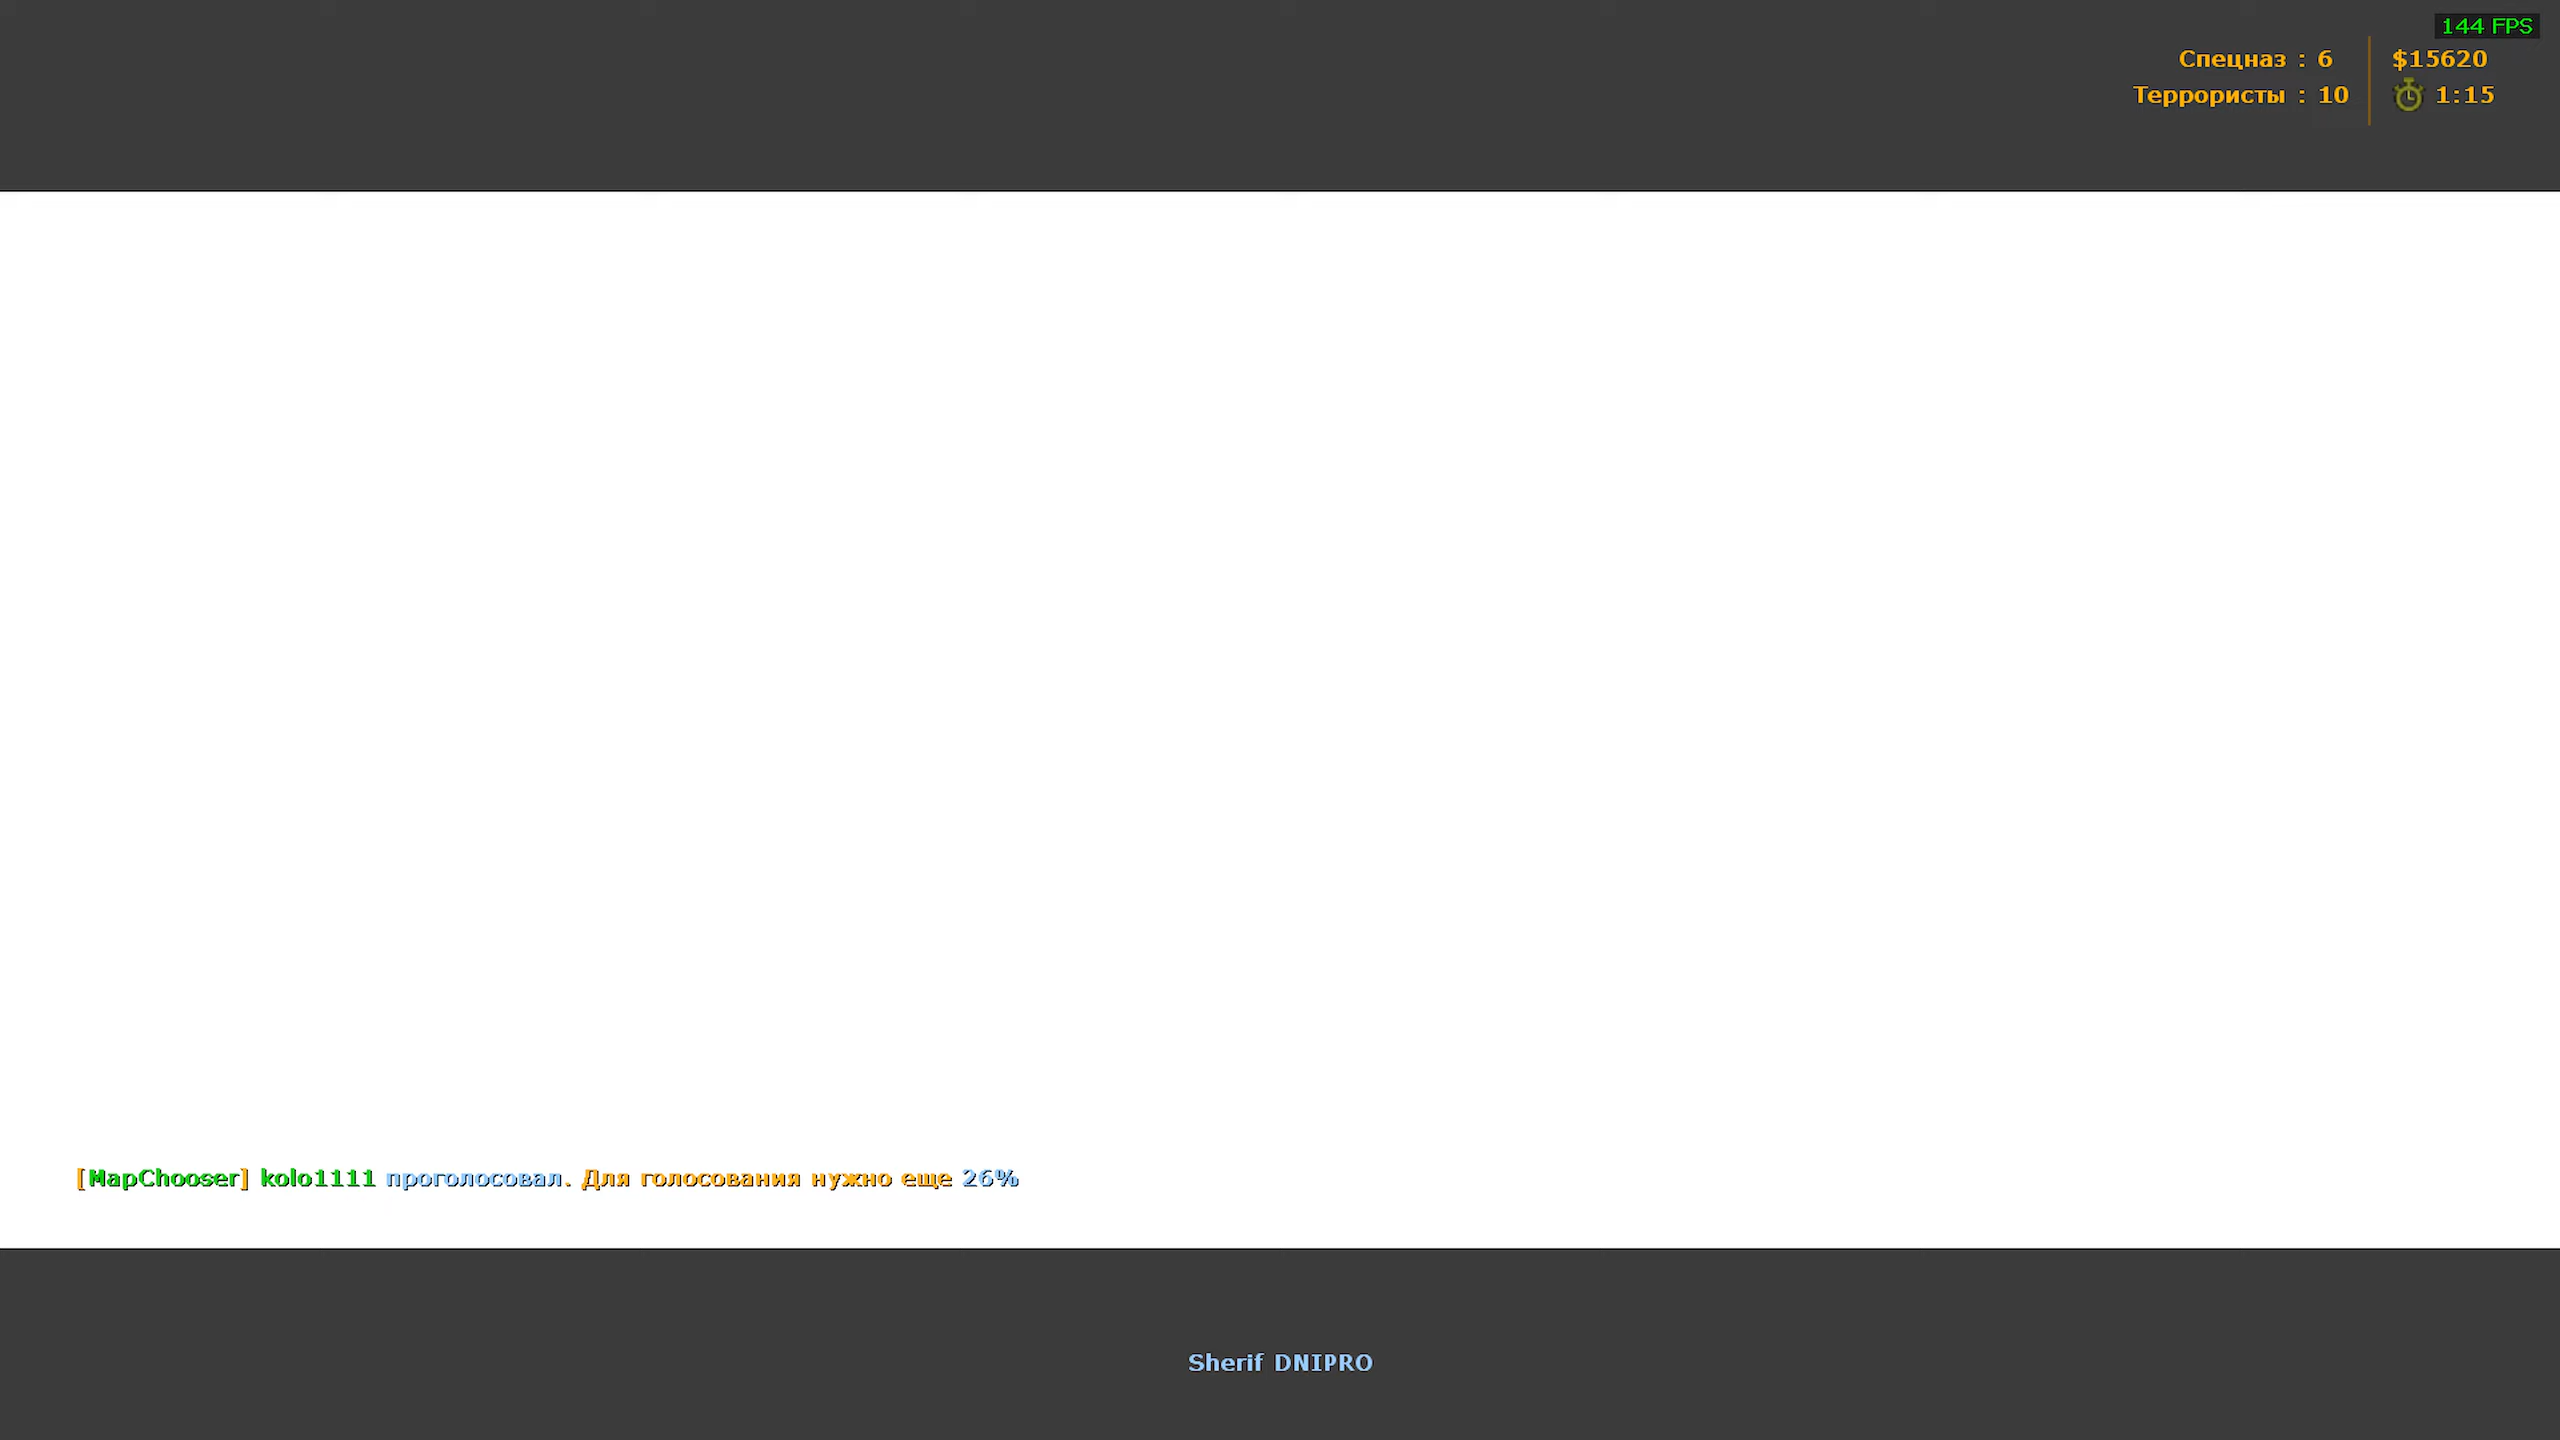 144 FPS
Спецназ : 6 $15620
Террористы : 10 1:15
[MapChooser] kolo1111 проголосовал. Для голосования нужно еще 26%
Sherif DNIPRO